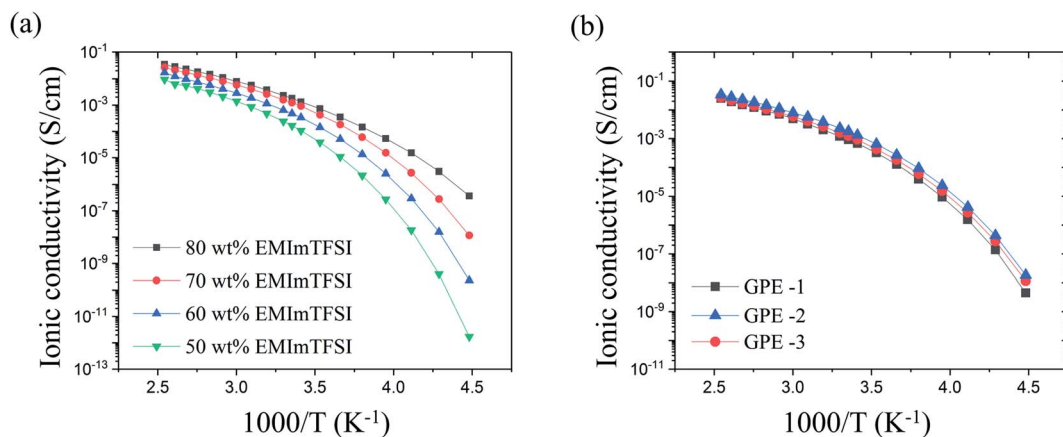 (a)
Ionic conductivity (S/cm)
10⁻¹
10⁻³
10⁻⁵
10⁻⁷
10⁻⁹
10⁻¹¹
10⁻¹³
80 wt% EMImTFSI
70 wt% EMImTFSI
60 wt% EMImTFSI
50 wt% EMImTFSI
2.5 3.0 3.5 4.0 4.5
1000/T (K⁻¹)
(b)
Ionic conductivity (S/cm)
10⁻¹
10⁻³
10⁻⁵
10⁻⁷
10⁻⁹
10⁻¹¹
GPE -1
GPE -2
GPE -3
2.5 3.0 3.5 4.0 4.5
1000/T (K⁻¹)